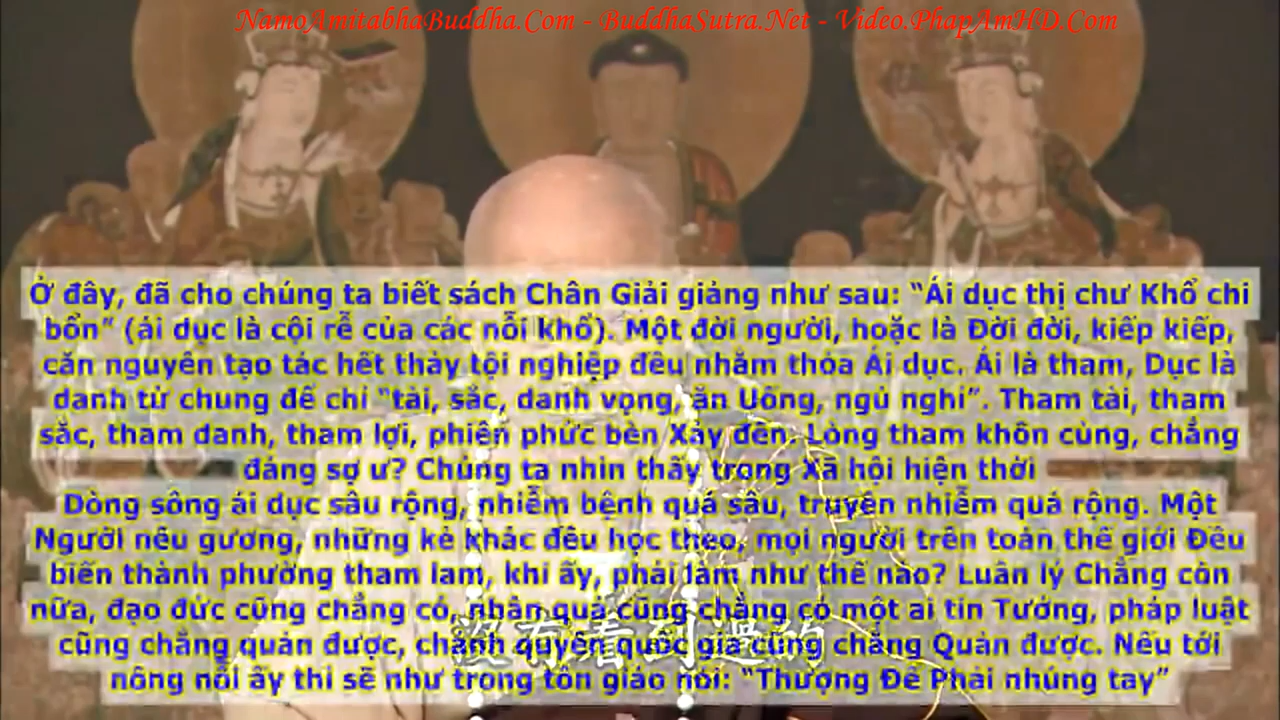 NamoAmitabhaBuddha.Com - BuddhaSutra.Net - Video.PhapAmHD.Com
Ở đây, đã cho chúng ta biết sách Chân Giải giảng như sau: “Ái dục thị chư Khổ chi
bổn” (ái dục là cội rễ của các nỗi khổ). Một đời người, hoặc là Đời đời, kiếp kiếp,
căn nguyên tạo tác hết thảy tội nghiệp đều nhằm thỏa Ái dục. Ái là tham, Dục là
danh từ chung để chỉ “tài, sắc, danh vọng, ăn Uống, ngủ nghỉ”. Tham tài, tham
sắc, tham danh, tham lợi, phiền phức bèn Xảy đến. Lòng tham khôn cùng, chẳng
đáng sợ ư? Chúng ta nhìn thấy trong Xã hội hiện thời
Dòng sông ái dục sâu rộng, nhiễm bệnh quá sâu, truyền nhiễm quá rộng. Một
Người nêu gương, những kẻ khác đều học theo, mọi người trên toàn thế giới Đều
biến thành phường tham lam, khi ấy, phải làm như thế nào? Luân lý Chẳng còn
nữa, đạo đức cũng chẳng có, nhân quả cũng chẳng có một ai tin Tưởng, pháp luật
cũng chẳng quản được, chánh quyền quốc gia cũng chẳng Quản được. Nếu tới
nông nỗi ấy thì sẽ như trong tôn giáo nói: “Thượng Đế Phải nhúng tay”
沒有看到過的